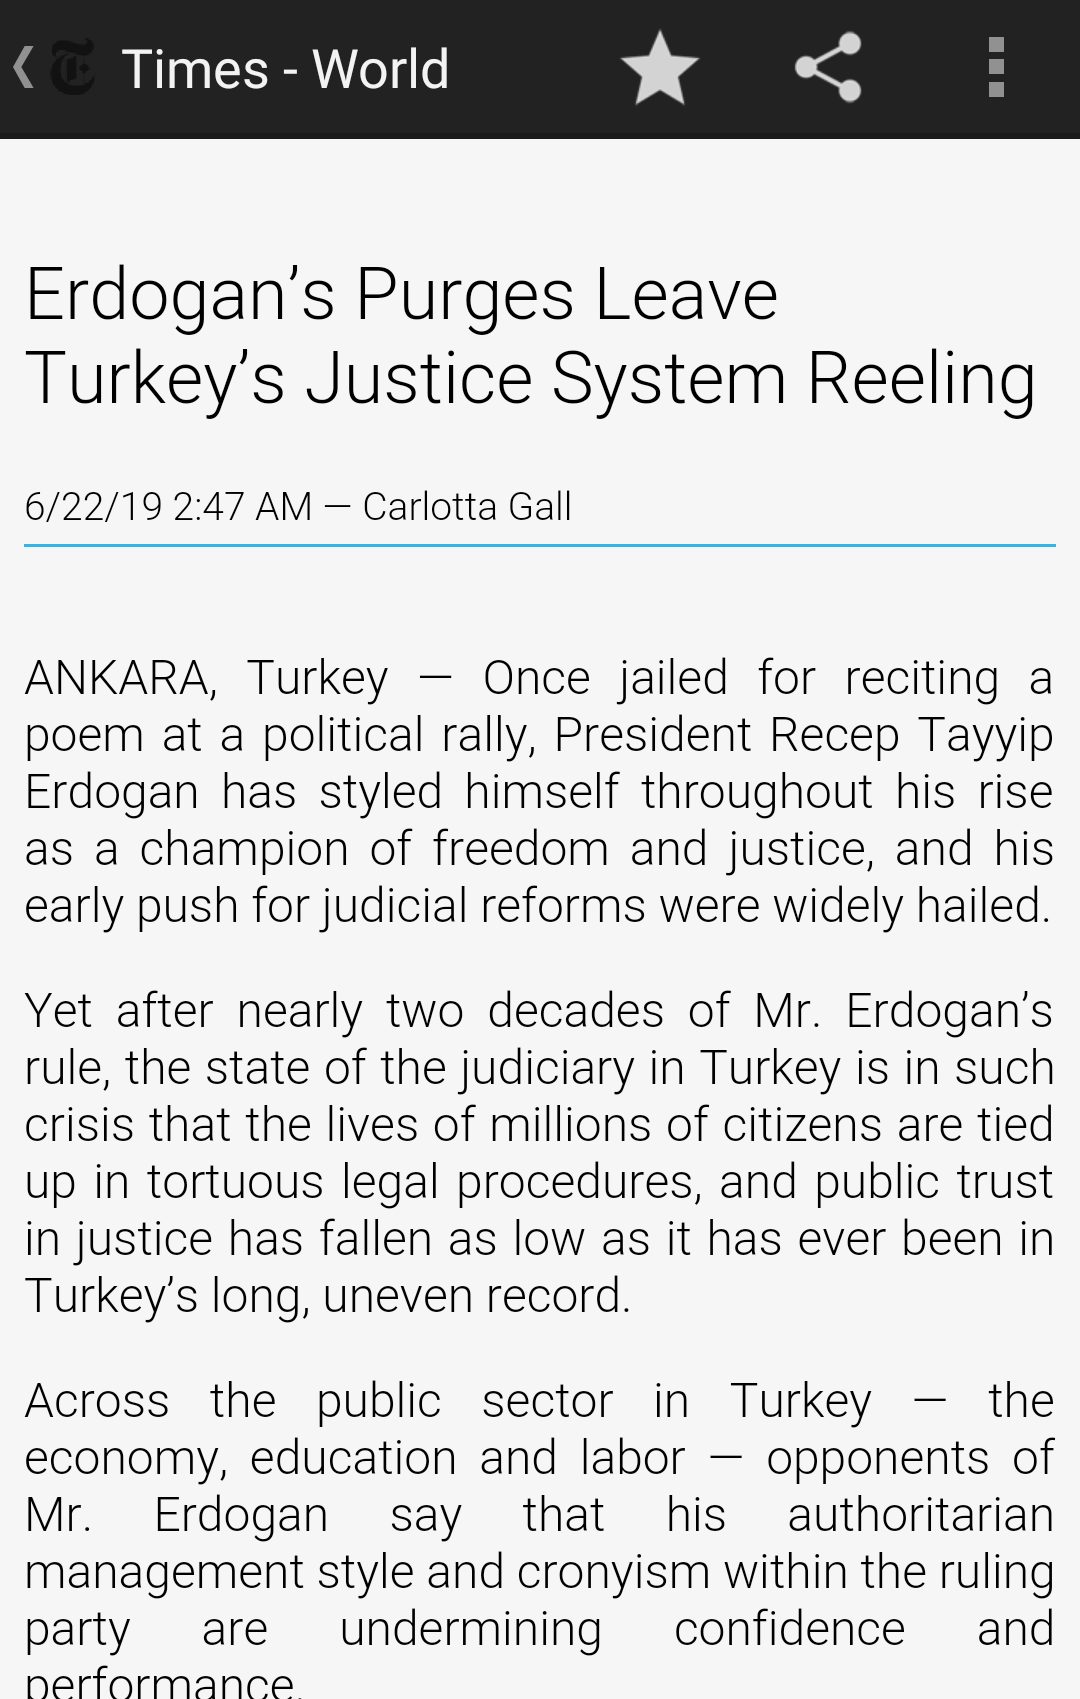 Times - World
Erdogan’s Purges Leave
Turkey’s Justice System Reeling
6/22/19 2:47 AM — Carlotta Gall
ANKARA, Turkey — Once jailed for reciting a
poem at a political rally, President Recep Tayyip
Erdogan has styled himself throughout his rise
as a champion of freedom and justice, and his
early push for judicial reforms were widely hailed.
Yet after nearly two decades of Mr. Erdogan’s
rule, the state of the judiciary in Turkey is in such
crisis that the lives of millions of citizens are tied
up in tortuous legal procedures, and public trust
in justice has fallen as low as it has ever been in
Turkey’s long, uneven record.
Across the public sector in Turkey — the
economy, education and labor — opponents of
Mr. Erdogan say that his authoritarian
management style and cronyism within the ruling
party are undermining confidence and
performance.